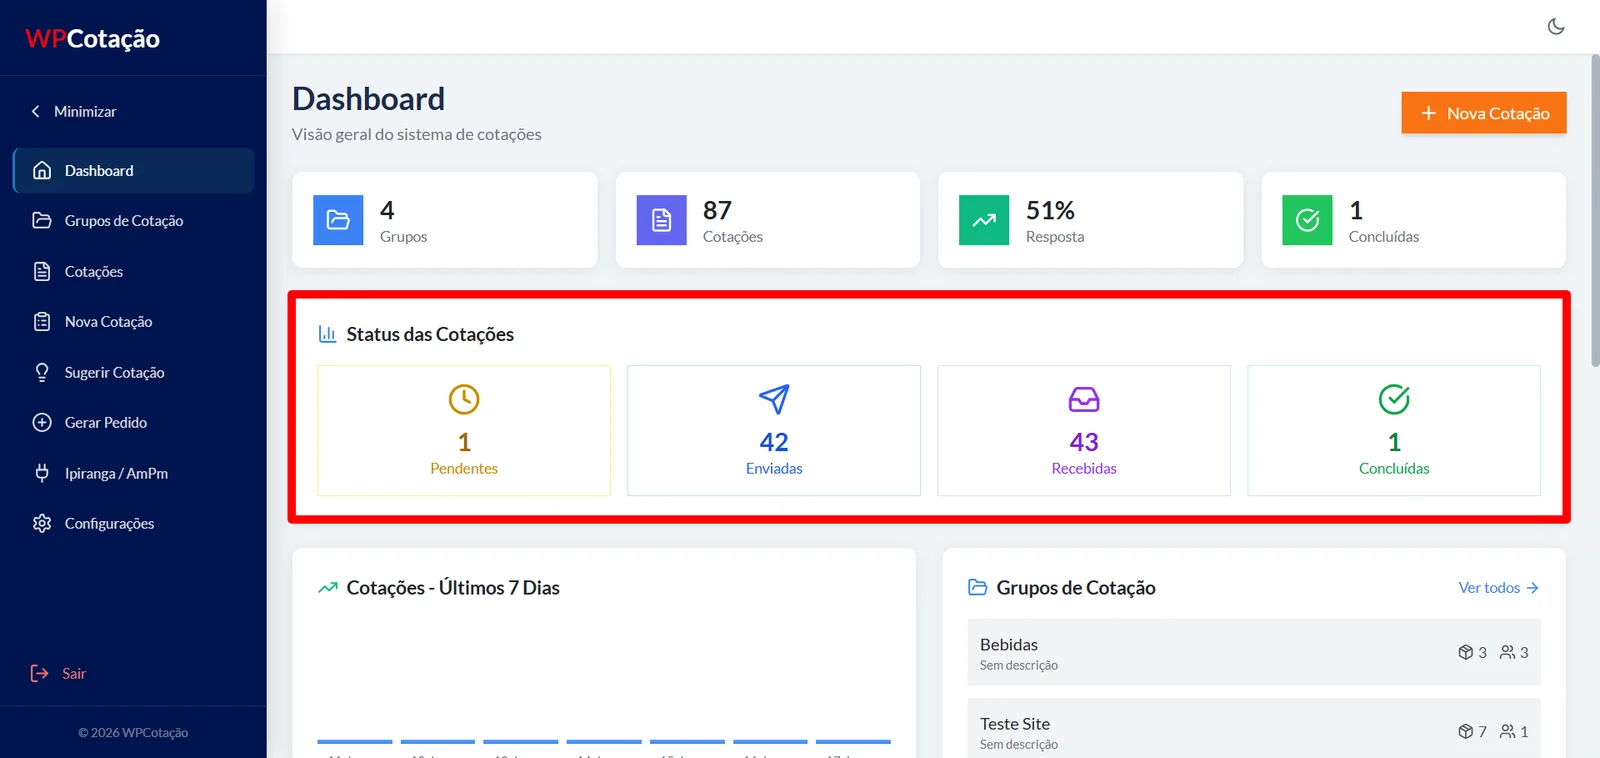 WPCotação
Minimizar
Dashboard
Grupos de Cotação
Cotações
Nova Cotação
Sugerir Cotação
Gerar Pedido
Ipiranga / AmPm
Configurações
Sair
© 2026 WPCotação
Dashboard
Visão geral do sistema de cotações
Nova Cotação
4
Grupos
87
Cotações
51%
Resposta
1
Concluídas
Status das Cotações
1
Pendentes
42
Enviadas
43
Recebidas
1
Concluídas
Cotações - Últimos 7 Dias
Grupos de Cotação
Ver todos
Bebidas
3 3
Sem descrição
Teste Site
7 1
Sem descrição